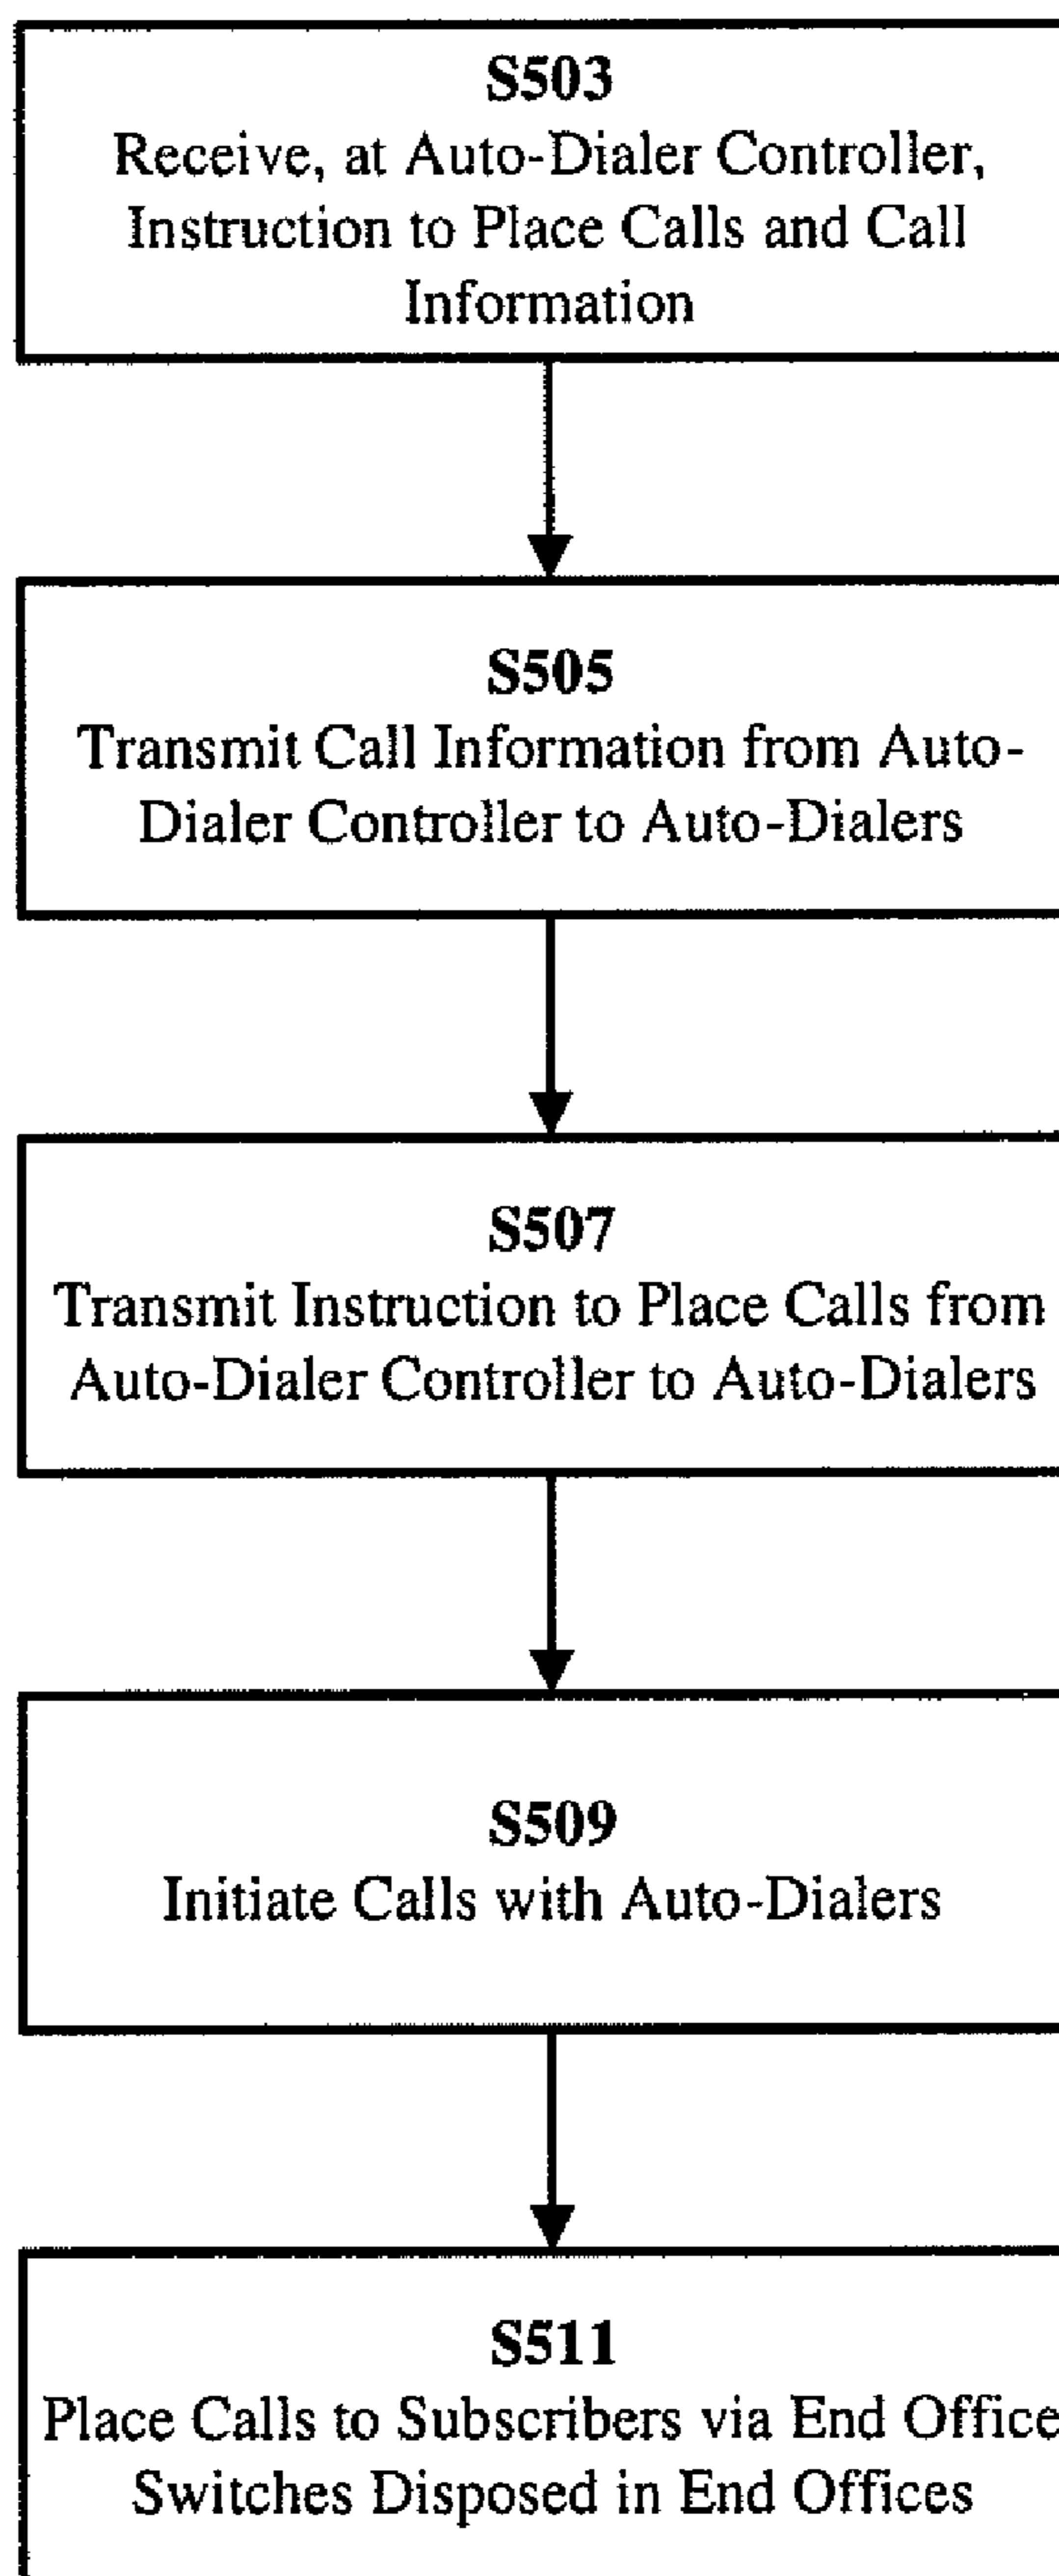 S503
Receive, at Auto-Dialer Controller,
Instruction to Place Calls and Call
Information
S505
Transmit Call Information from Auto-
Dialer Controller to Auto-Dialers
S507
Transmit Instruction to Place Calls from
Auto-Dialer Controller to Auto-Dialers
S509
Initiate Calls with Auto-Dialers
S511
Place Calls to Subscribers via End Office
Switches Disposed in End Offices